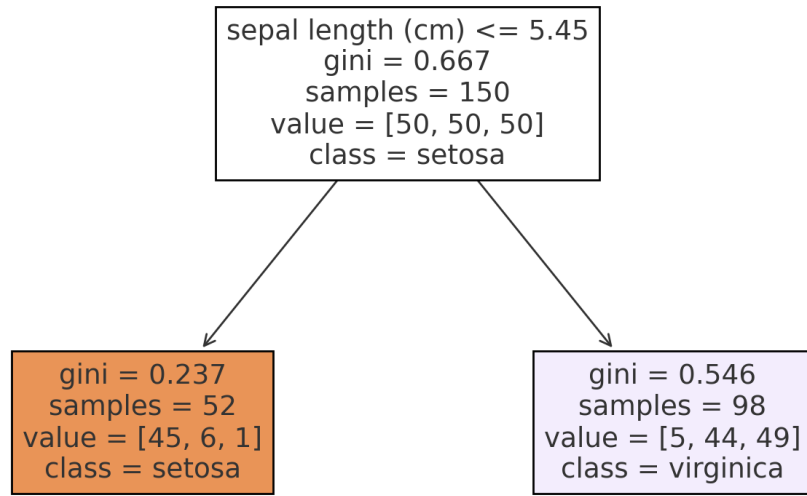 sepal length (cm) <= 5.45
gini = 0.667
samples = 150
value = [50, 50, 50]
class = setosa
gini = 0.237
samples = 52
value = [45, 6, 1]
class = setosa
gini = 0.546
samples = 98
value = [5, 44, 49]
class = virginica